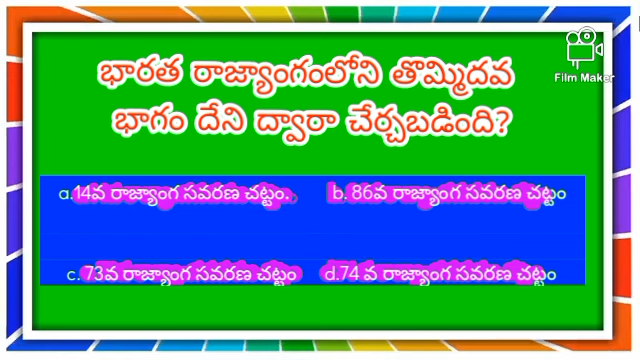 భారత రాజ్యాంగంలోని తొమ్మిదవ
భాగం దేని ద్వారా చేర్చబడింది?
a.14వ రాజ్యాంగ సవరణ చట్టం.
b. 86వ రాజ్యాంగ సవరణ చట్టం
c. 73వ రాజ్యాంగ సవరణ చట్టం
d.74 వ రాజ్యాంగ సవరణ చట్టం
Film Maker